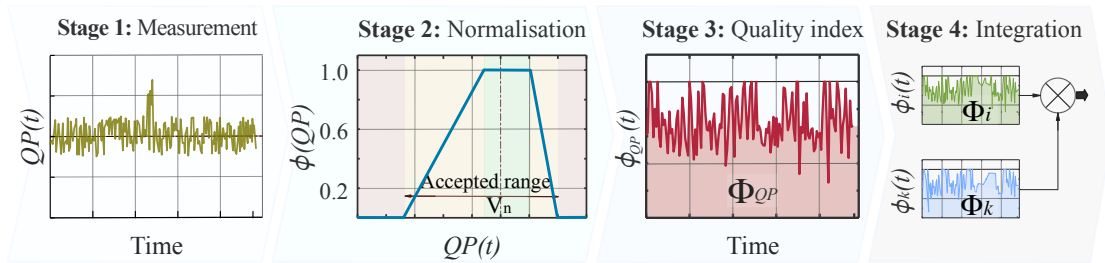 Stage 1: Measurement
QP(t)
Time
Stage 2: Normalisation
ϕ(QP)
1.0
0.6
0.2
Accepted range
Vn
QP(t)
Stage 3: Quality index
ϕQP(t)
ΦQP
Time
Stage 4: Integration
ϕi(t)
Φi
ϕk(t)
Φk